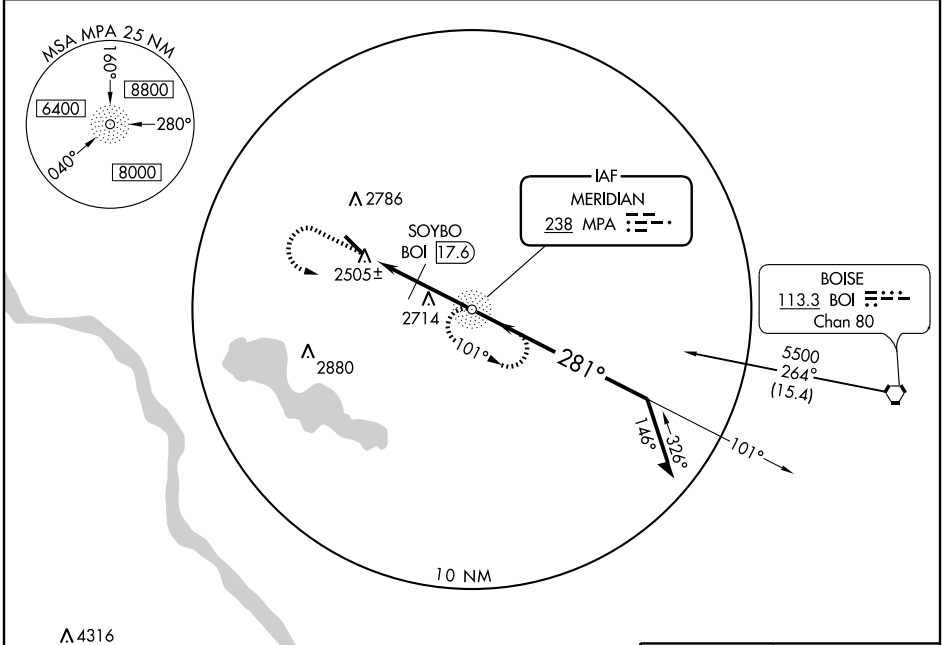 MSA MPA 25 NM
160°
8800
6400
280°
040°
8000
2786
IAF
MERIDIAN
238 MPA
SOYBO
BOI 17.6
2505±
2714
BOISE
113.3 BOI
Chan 80
2880
101°
281°
5500
264°
(15.4)
146°
326°
101°
10 NM
4316